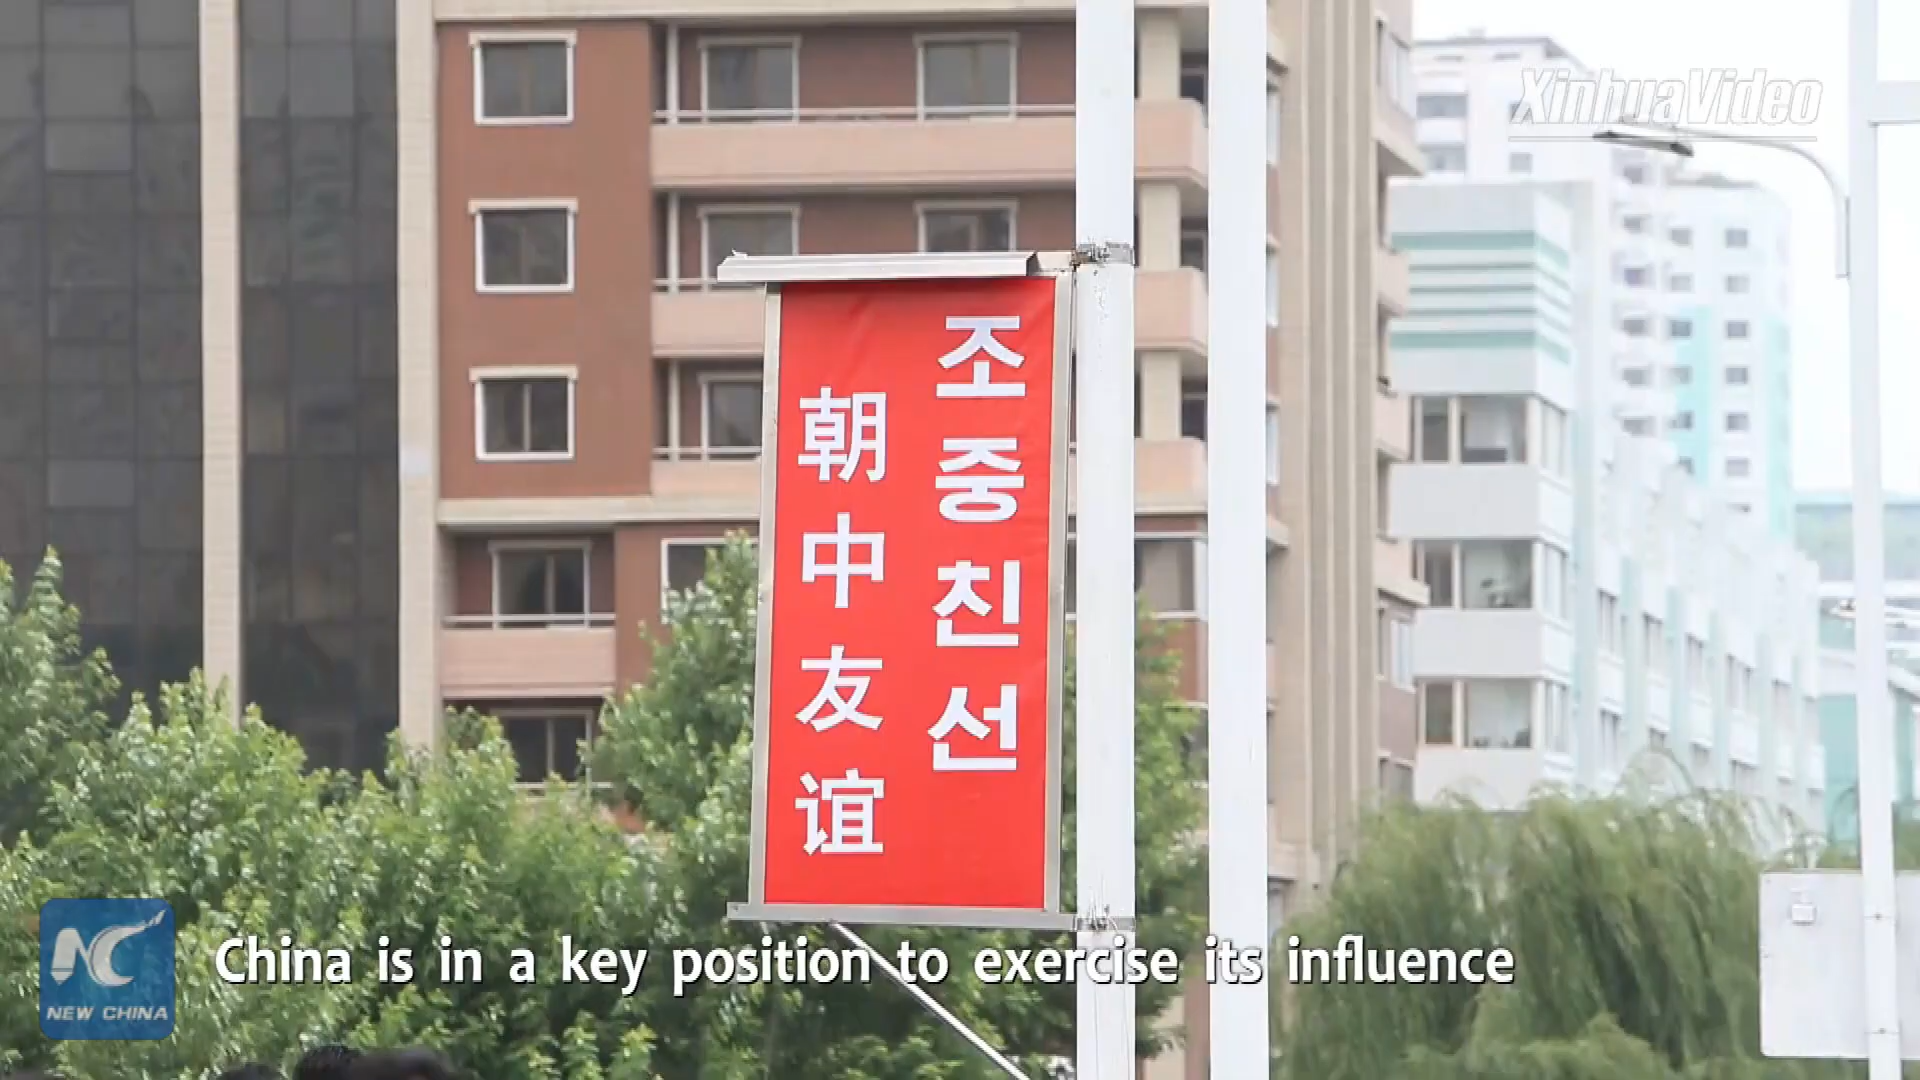 XinhuaVideo
조중친선
朝中友谊
China is in a key position to exercise its influence
NEW CHINA